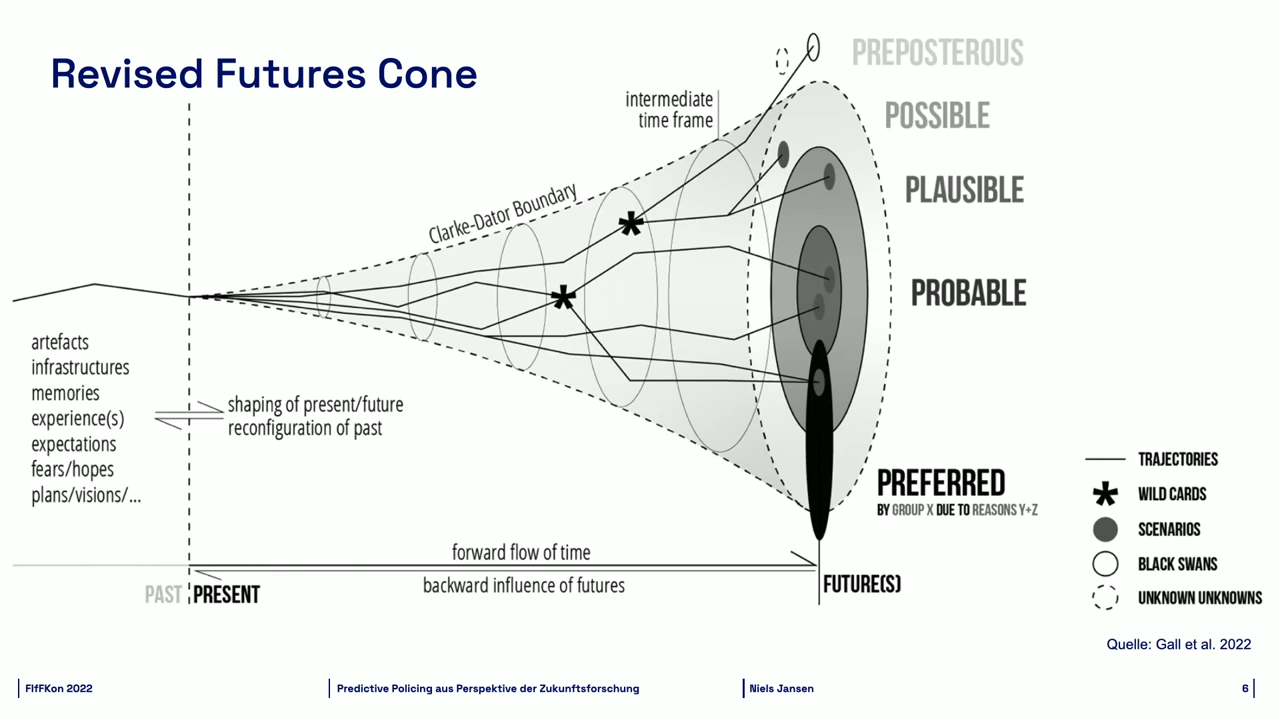 Revised Futures Cone
PREPOSTEROUS
intermediate
time frame
POSSIBLE
Clarke-Dator Boundary
PLAUSIBLE
PROBABLE
artefacts
infrastructures
memories
experience(s)
expectations
fears/hopes
plans/visions/...
shaping of present/future
reconfiguration of past
PREFERRED
BY GROUP X DUE TO REASONS Y+Z
TRAJECTORIES
WILD CARDS
SCENARIOS
BLACK SWANS
UNKNOWN UNKNOWNS
forward flow of time
backward influence of futures
PAST PRESENT
FUTURE(S)
Quelle: Gall et al. 2022
FIfFKon 2022
Predictive Policing aus Perspektive der Zukunftsforschung
Niels Jansen
6